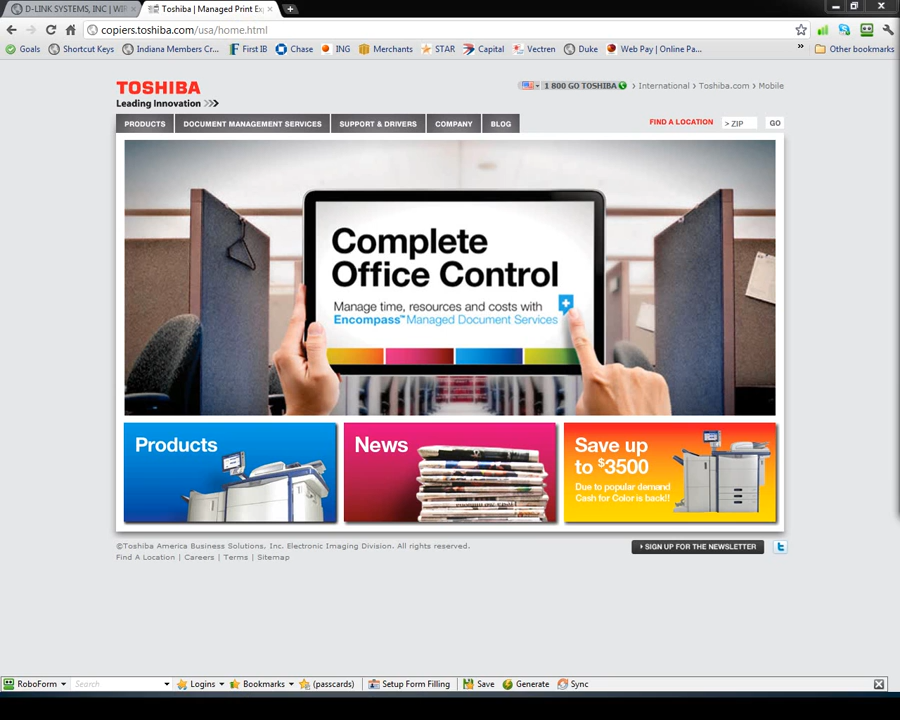 D-LINK SYSTEMS, INC | WIF
Toshiba | Managed Print Ex
copiers.toshiba.com/usa/home.html
Goals
Shortcut Keys
Indiana Members Cr...
First IB
Chase
ING
Merchants
STAR
Capital
Vectren
Duke
Web Pay | Online Pa...
Other bookmarks
TOSHIBA
Leading Innovation >>>
1 800 GO TOSHIBA
> International > Toshiba.com > Mobile
PRODUCTS
DOCUMENT MANAGEMENT SERVICES
SUPPORT & DRIVERS
COMPANY
BLOG
FIND A LOCATION
> ZIP
GO
Complete
Office Control
Manage time, resources and costs with
Encompass™ Managed Document Services
Products
News
Save up
to $3500
Due to popular demand
Cash for Color is back!!
©Toshiba America Business Solutions, Inc. Electronic Imaging Division. All rights reserved.
Find A Location | Careers | Terms | Sitemap
SIGN UP FOR THE NEWSLETTER
RoboForm
Search
Logins
Bookmarks
(passcards)
Setup Form Filling
Save
Generate
Sync